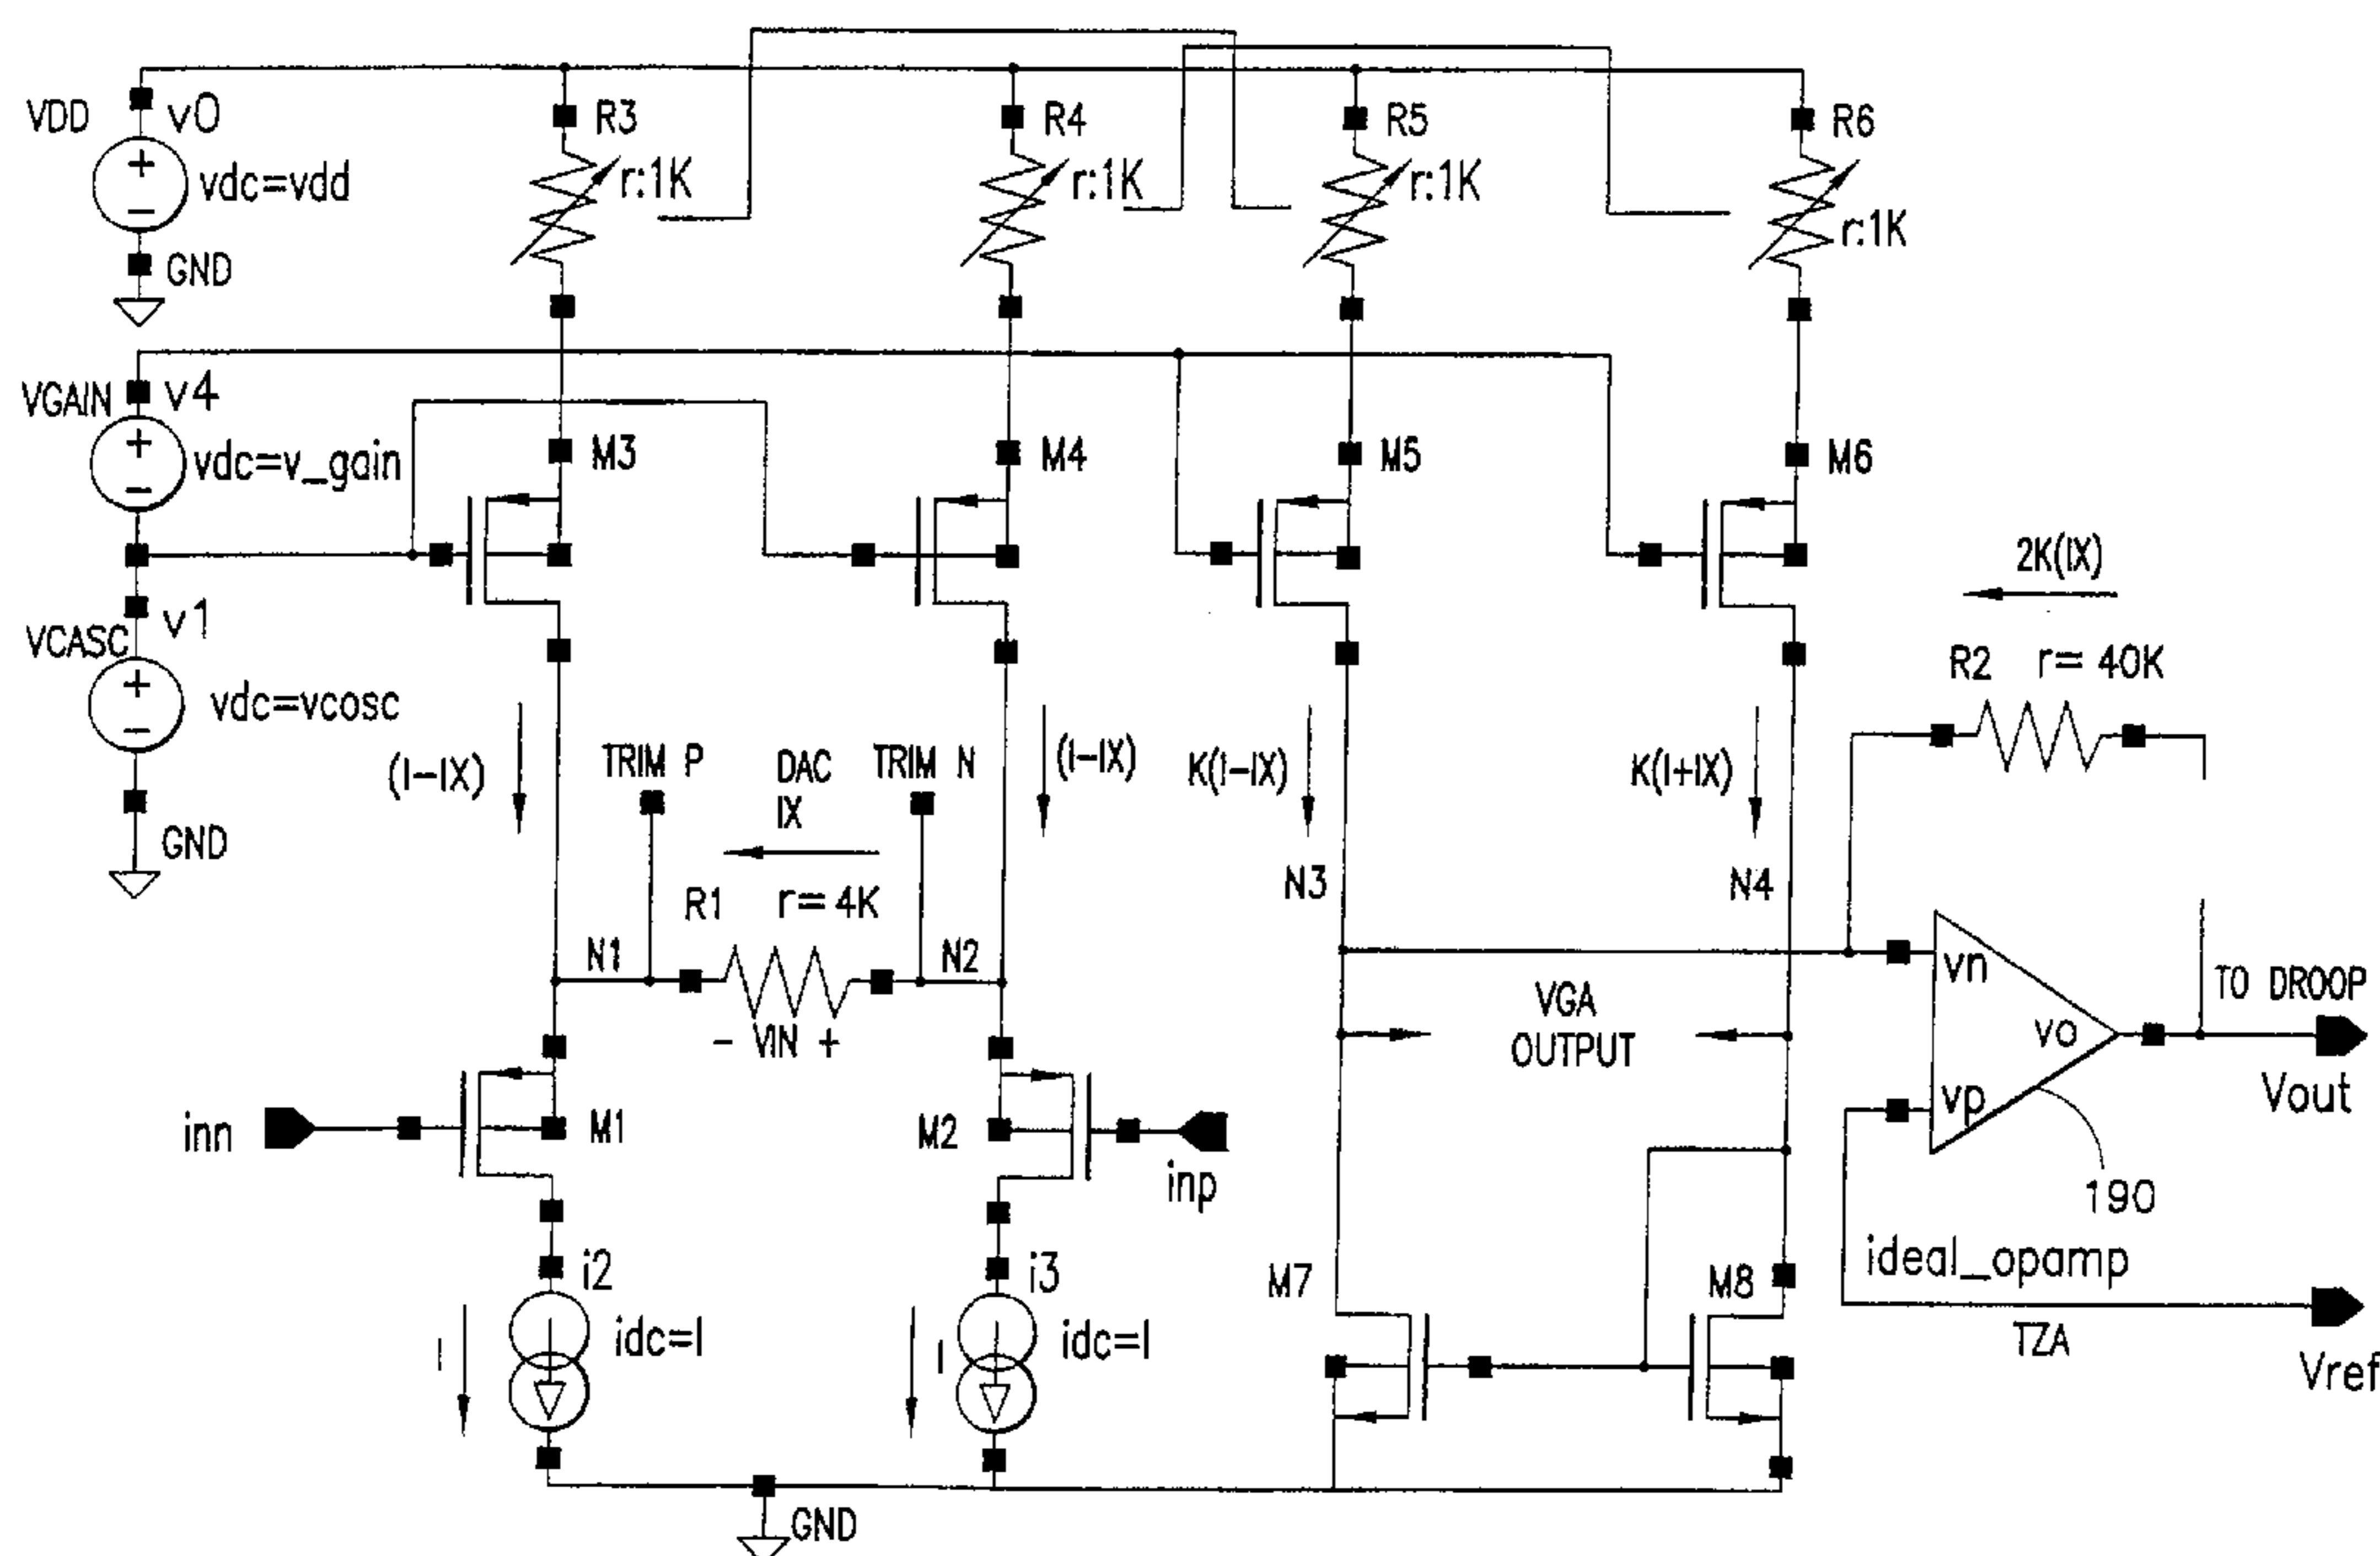 VDD
v0
vdc=vdd
GND
R3
r:1K
R4
r:1K
R5
r:1K
R6
r:1K
VGAIN
v4
vdc=v_gain
M3
M4
M5
M6
v1
VCASC
vdc=vcosc
GND
2K(IX)
R2 r= 40K
(I-IX)
TRIM P
DAC
IX
TRIM N
(I-IX)
K(I-IX)
K(I+IX)
R1 r= 4K
N1
N2
- VIN +
N3
N4
VGA
OUTPUT
vn
vo
vp
TO DROOP
Vout
190
inn
M1
M2
inp
i2
idc=I
I
i3
idc=I
I
M7
M8
ideal_opamp
TZA
Vref
GND